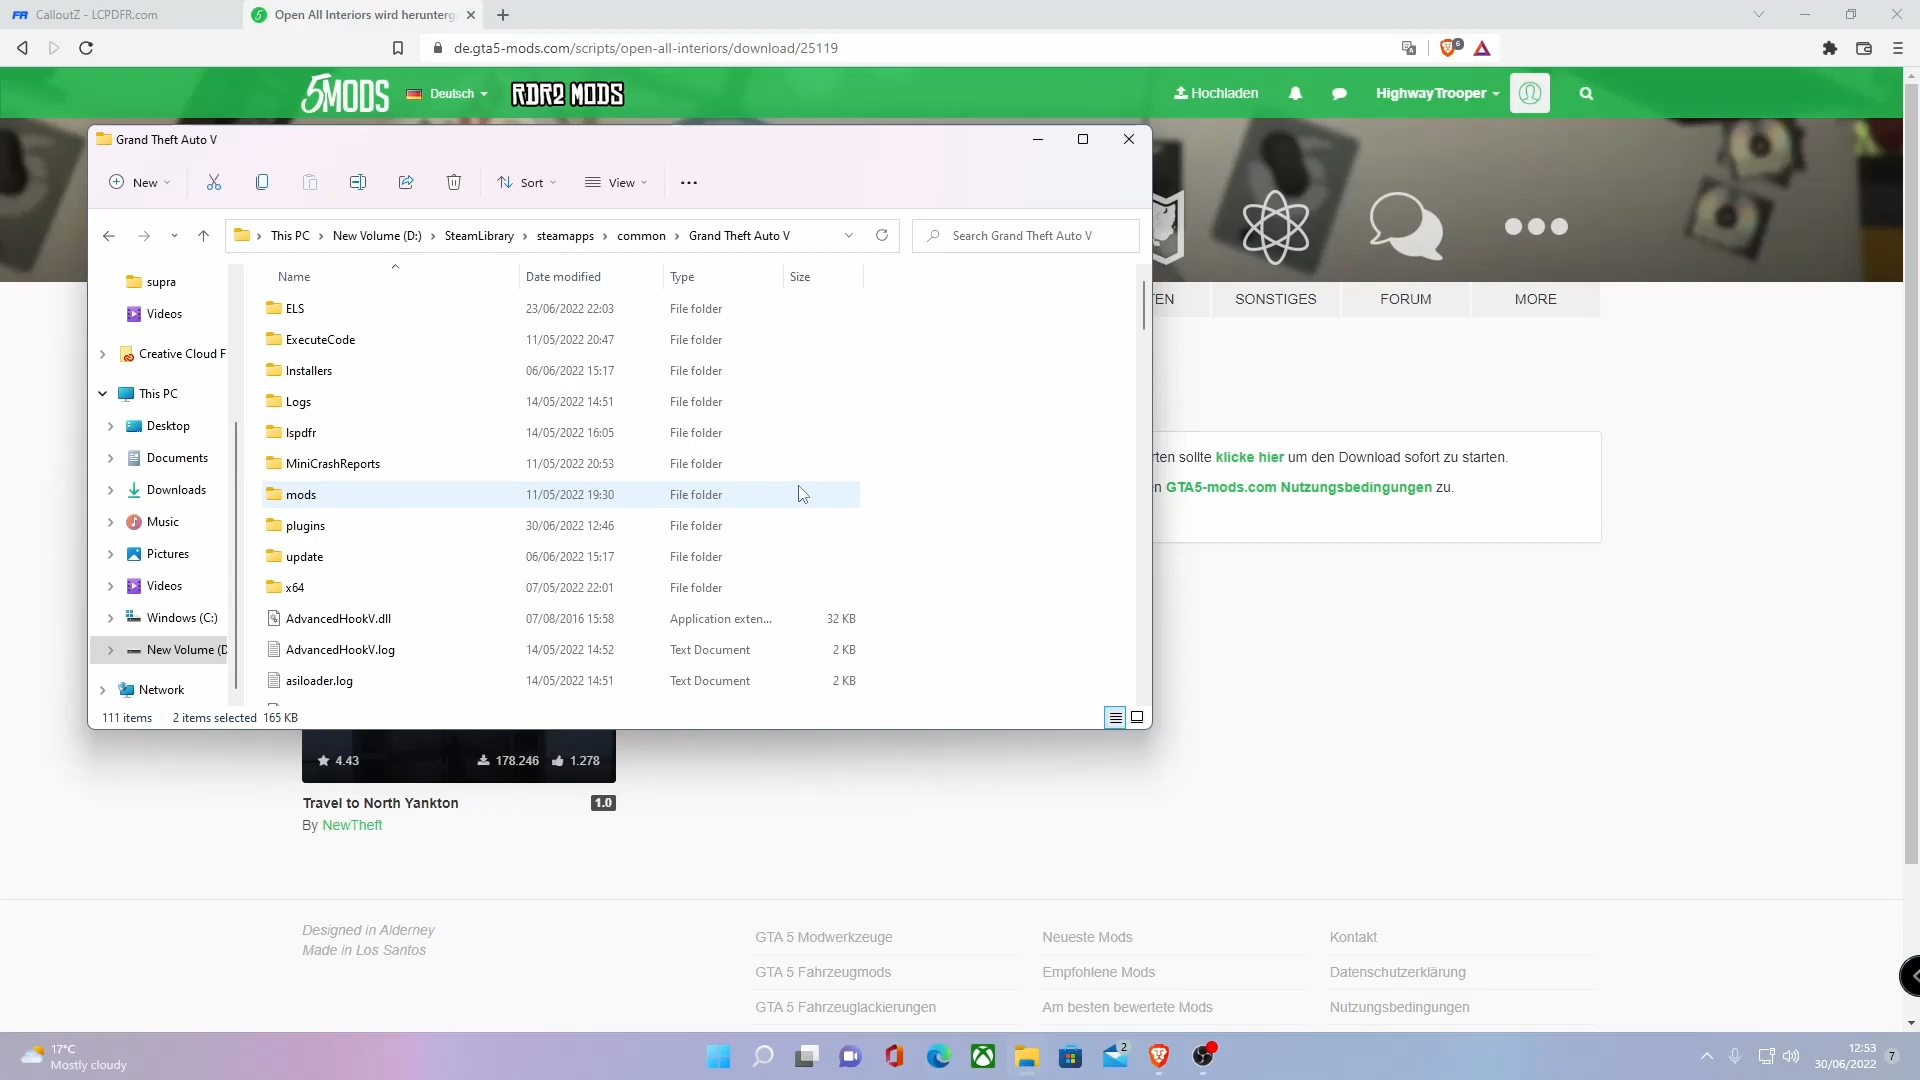 CalloutZ - LCPDFR.com
Open All Interiors wird herunterg
de.gta5-mods.com/scripts/open-all-interiors/download/25119
6
5MODS
Deutsch
RDR2 MODS
Hochladen
HighwayTrooper
Grand Theft Auto V
New
Sort
View
This PC > New Volume (D:) > SteamLibrary > steamapps > common > Grand Theft Auto V
Search Grand Theft Auto V
Name Date modified Type Size
ELS 23/06/2022 22:03 File folder
ExecuteCode 11/05/2022 20:47 File folder
Installers 06/06/2022 15:17 File folder
Logs 14/05/2022 14:51 File folder
lspdfr 14/05/2022 16:05 File folder
MiniCrashReports 11/05/2022 20:53 File folder
mods 11/05/2022 19:30 File folder
plugins 30/06/2022 12:46 File folder
update 06/06/2022 15:17 File folder
x64 07/05/2022 22:01 File folder
AdvancedHookV.dll 07/08/2016 15:58 Application exten... 32 KB
AdvancedHookV.log 14/05/2022 14:52 Text Document 2 KB
asiloader.log 14/05/2022 14:51 Text Document 2 KB
supra
Videos
Creative Cloud F
This PC
Desktop
Documents
Downloads
Music
Pictures
Videos
Windows (C:)
New Volume (D
Network
111 items 2 items selected 165 KB
TEN
SONSTIGES
FORUM
MORE
rten sollte klicke hier um den Download sofort zu starten.
n GTA5-mods.com Nutzungsbedingungen zu.
4.43 178.246 1.278
Travel to North Yankton 1.0
By NewTheft
Designed in Alderney
Made in Los Santos
GTA 5 Modwerkzeuge
GTA 5 Fahrzeugmods
GTA 5 Fahrzeuglackierungen
Neueste Mods
Empfohlene Mods
Am besten bewertete Mods
Kontakt
Datenschutzerklärung
Nutzungsbedingungen
17°C
Mostly cloudy
2
12:53
30/06/2022
7